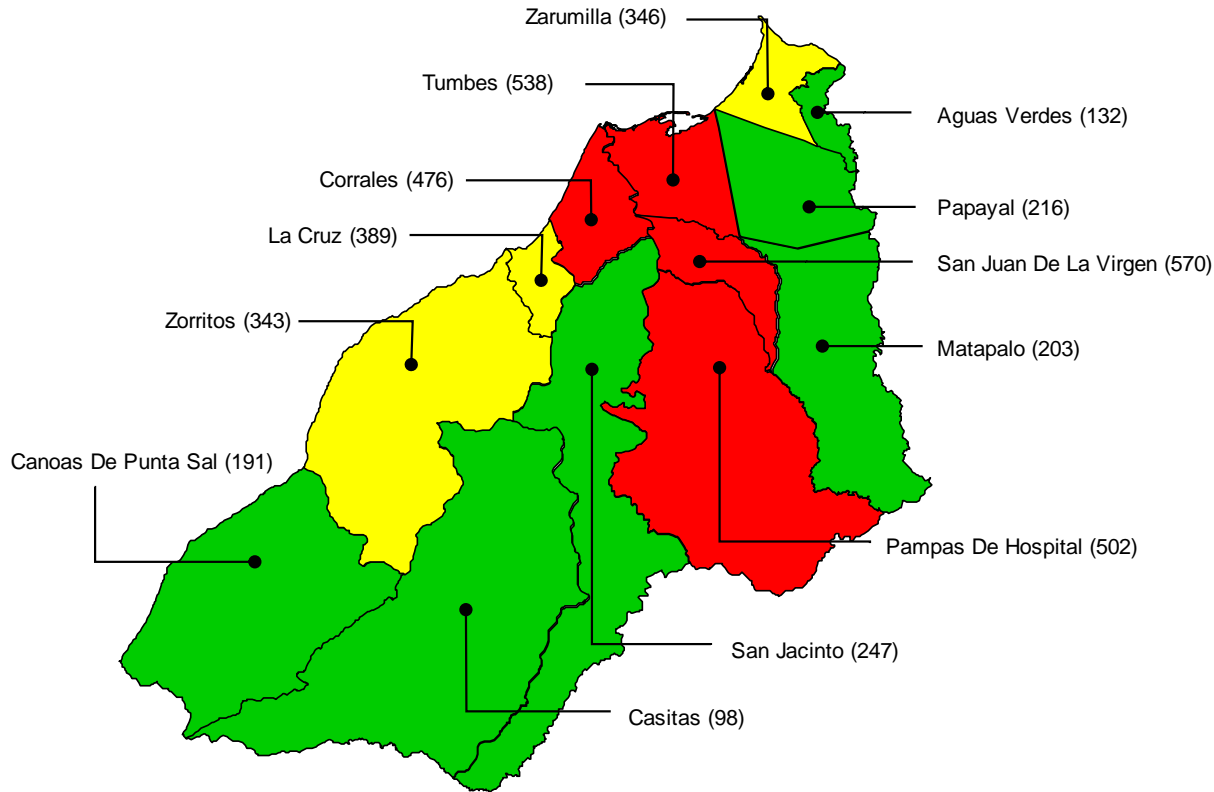 Zarumilla (346)
Tumbes (538)
Aguas Verdes (132)
Corrales (476)
Papayal (216)
La Cruz (389)
San Juan De La Virgen (570)
Zorritos (343)
Matapalo (203)
Canoas De Punta Sal (191)
Pampas De Hospital (502)
San Jacinto (247)
Casitas (98)